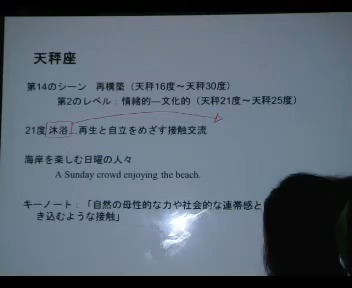 天秤座
第14のシーン 再構築（天秤16度～天秤30度）
第2のレベル：情緒的―文化的（天秤21度～天秤25度）
21度 沐浴 再生と自立をめざす接触交流
海岸を楽しむ日曜の人々
A Sunday crowd enjoying the beach.
キーノート：「自然の母性的な力や社会的な連帯感と
き込むような接触」